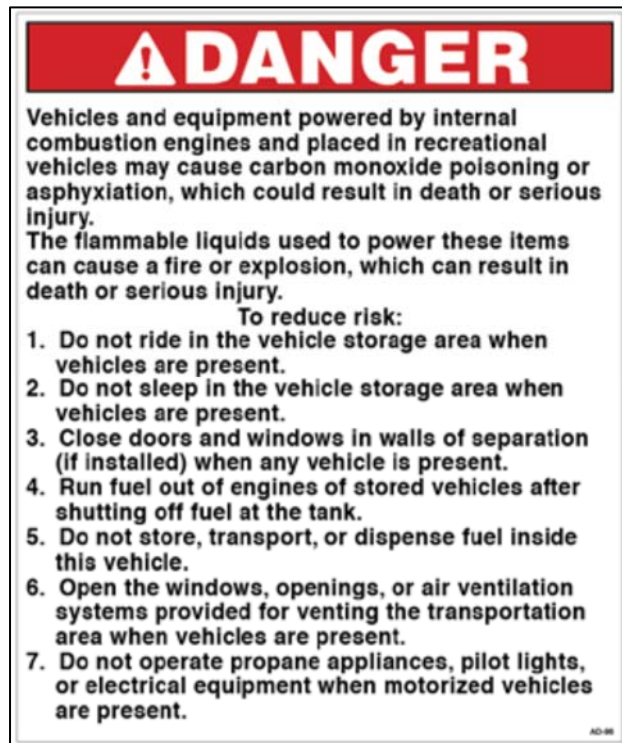 DANGER
Vehicles and equipment powered by internal
combustion engines and placed in recreational
vehicles may cause carbon monoxide poisoning or
asphyxiation, which could result in death or serious
injury.
The flammable liquids used to power these items
can cause a fire or explosion, which can result in
death or serious injury.
To reduce risk:
1. Do not ride in the vehicle storage area when
vehicles are present.
2. Do not sleep in the vehicle storage area when
vehicles are present.
3. Close doors and windows in walls of separation
(if installed) when any vehicle is present.
4. Run fuel out of engines of stored vehicles after
shutting off fuel at the tank.
5. Do not store, transport, or dispense fuel inside
this vehicle.
6. Open the windows, openings, or air ventilation
systems provided for venting the transportation
area when vehicles are present.
7. Do not operate propane appliances, pilot lights,
or electrical equipment when motorized vehicles
are present.